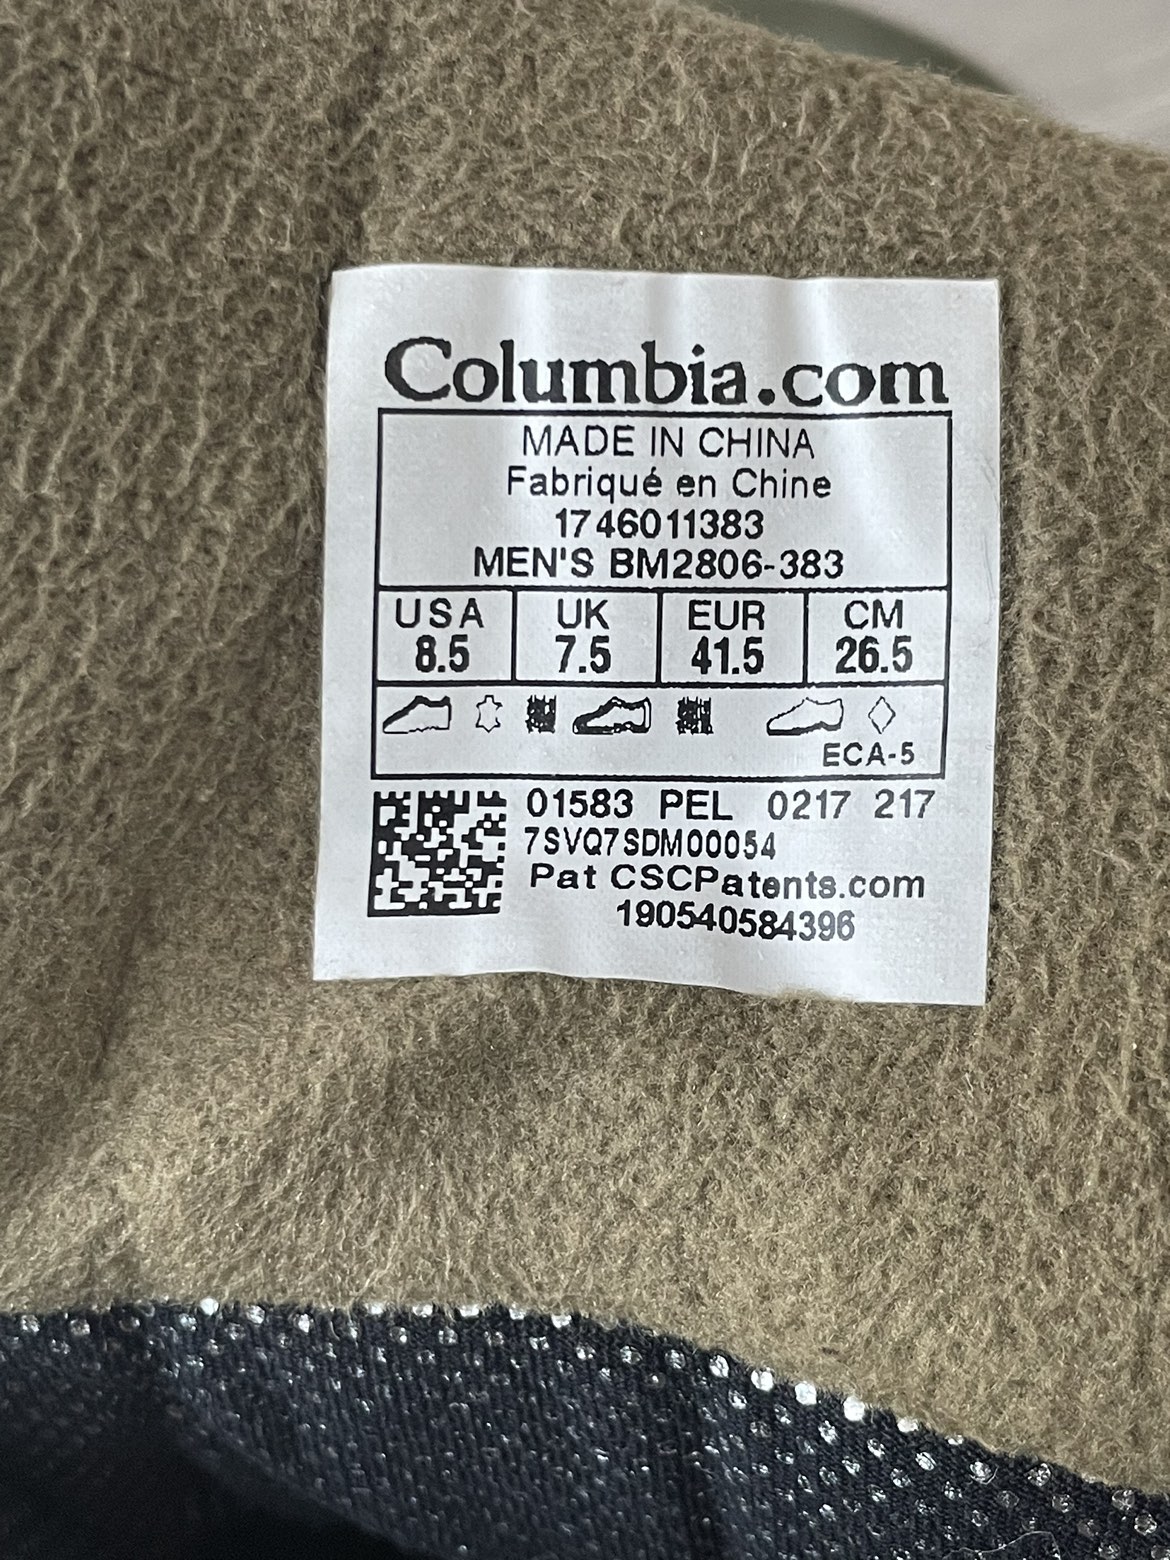 Columbia.com
MADE IN CHINA
Fabriqué en Chine
1746011383
MEN'S BM2806-383
USA UK EUR CM
8.5 7.5 41.5 26.5
ECA-5
01583 PEL 0217 217
7SVQ7SDM00054
Pat CSCPatents.com
190540584396